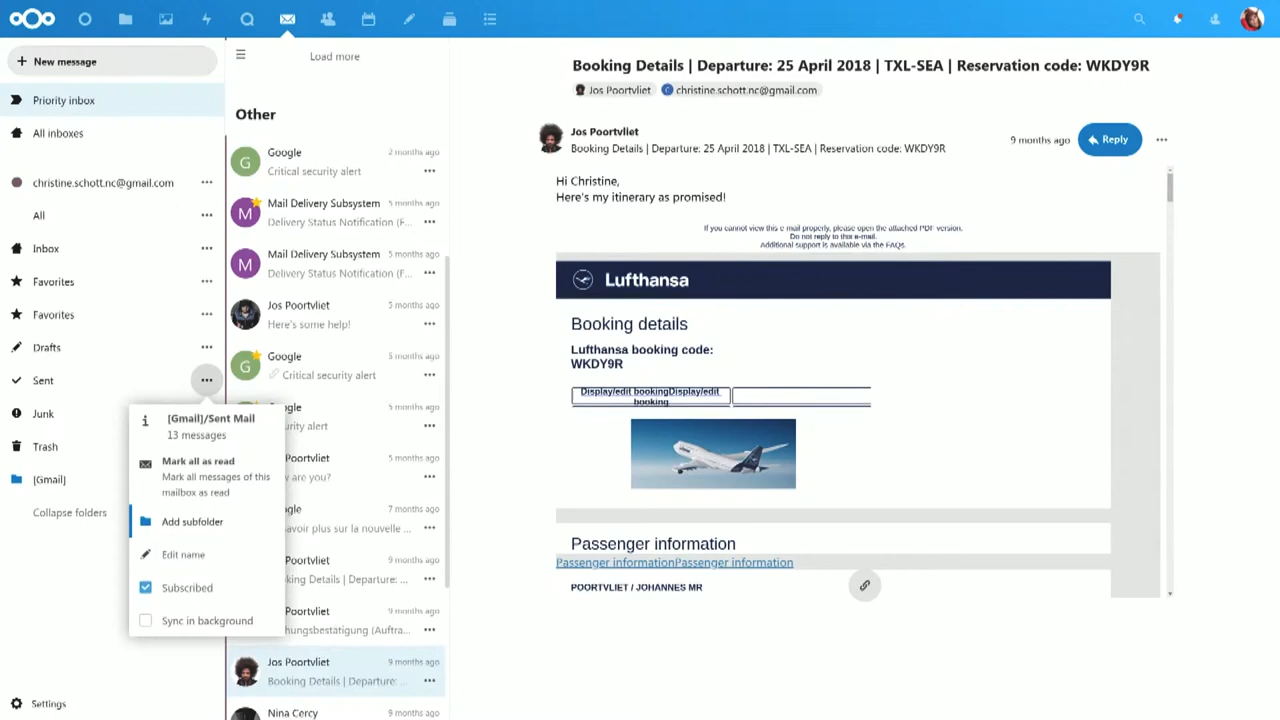 New message
Priority inbox
All inboxes
christine.schott.nc@gmail.com
All
Inbox
Favorites
Favorites
Drafts
Sent
Junk
Trash
[Gmail]
Collapse folders
Settings
[Gmail]/Sent Mail
13 messages
Mark all as read
Mark all messages of this
mailbox as read
Add subfolder
Edit name
Subscribed
Sync in background
Load more
Other
G
Google
2 months ago
Critical security alert
M
Mail Delivery Subsystem
5 months ago
Delivery Status Notification (F...
M
Mail Delivery Subsystem
5 months ago
Delivery Status Notification (F...
Jos Poortvliet
5 months ago
Here's some help!
G
Google
5 months ago
Critical security alert
gle
5 months ago
urity alert
Poortvliet
5 months ago
w are you?
gle
7 months ago
avoir plus sur la nouvelle ...
Poortvliet
9 months ago
king Details | Departure: ...
Poortvliet
9 months ago
hungsbestätigung (Auftra...
Jos Poortvliet
9 months ago
Booking Details | Departure: ...
Nina Cercy
9 months ago
Booking Details | Departure: 25 April 2018 | TXL-SEA | Reservation code: WKDY9R
Jos Poortvliet
C christine.schott.nc@gmail.com
Jos Poortvliet
Booking Details | Departure: 25 April 2018 | TXL-SEA | Reservation code: WKDY9R
9 months ago
Reply
Hi Christine,
Here's my itinerary as promised!
If you cannot view this e-mail properly, please open the attached PDF version.
Do not reply to this e-mail.
Additional support is available via the FAQs.
Lufthansa
Booking details
Lufthansa booking code:
WKDY9R
Display/edit bookingDisplay/edit
booking
Passenger information
Passenger informationPassenger information
POORTVLIET / JOHANNES MR